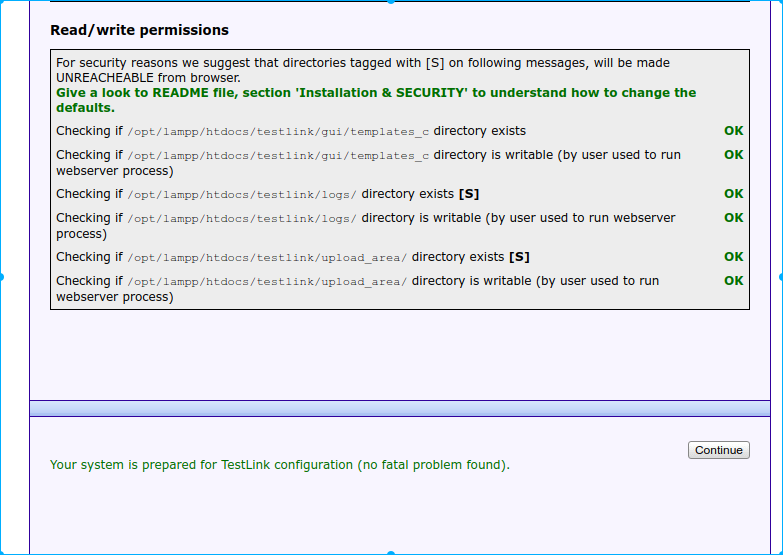 Read/write permissions
For security reasons we suggest that directories tagged with [S] on following messages, will be made
UNREACHEABLE from browser.
Give a look to README file, section 'Installation & SECURITY' to understand how to change the
defaults.
Checking if /opt/lampp/htdocs/testlink/gui/templates_c directory exists OK
Checking if /opt/lampp/htdocs/testlink/gui/templates_c directory is writable (by user used to run OK
webserver process)
Checking if /opt/lampp/htdocs/testlink/logs/ directory exists [S] OK
Checking if /opt/lampp/htdocs/testlink/logs/ directory is writable (by user used to run webserver OK
process)
Checking if /opt/lampp/htdocs/testlink/upload_area/ directory exists [S] OK
Checking if /opt/lampp/htdocs/testlink/upload_area/ directory is writable (by user used to run OK
webserver process)
Continue
Your system is prepared for TestLink configuration (no fatal problem found).